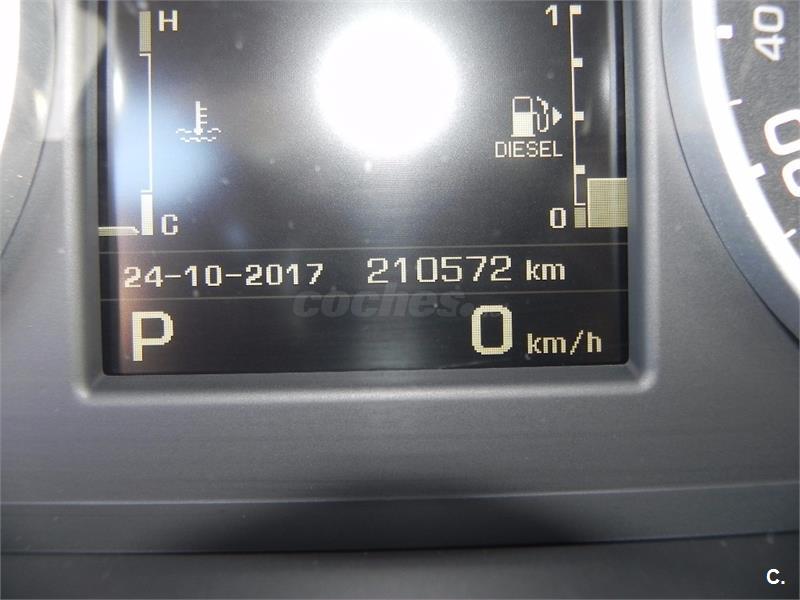 H 1
DIESEL
C 0
24-10-2017 210572 km
coches.
P 0 km/h
40
C.